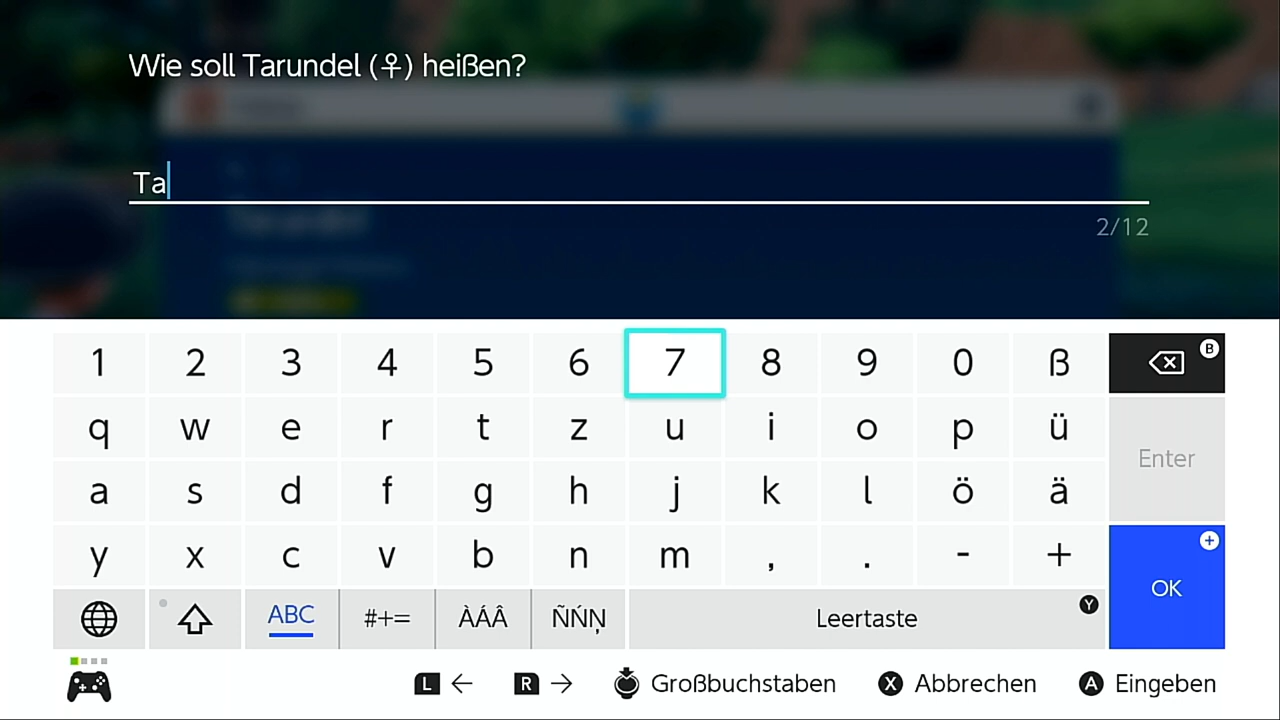 Wie soll Tarundel (♀) heißen?
Ta
2/12
1 2 3 4 5 6 7 8 9 0 ß B
q w e r t z u i o p ü
Enter
a s d f g h j k l ö ä
y x c v b n m , . - + +
OK
ABC #+= ÀÁÂ ÑŃŅ Leertaste Y
L ← R → Großbuchstaben X Abbrechen A Eingeben